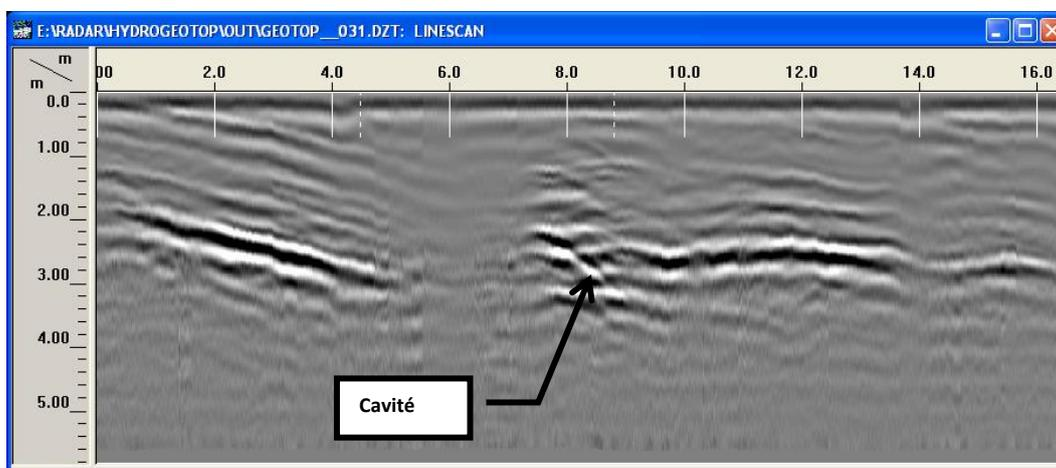 E:\RADAR\HYDROGEOTOP\OUT\GEOTOP__031.DZT: LINESCAN
m
m
00 2.0 4.0 6.0 8.0 10.0 12.0 14.0 16.0
0.0
1.00
2.00
3.00
4.00
5.00
Cavité